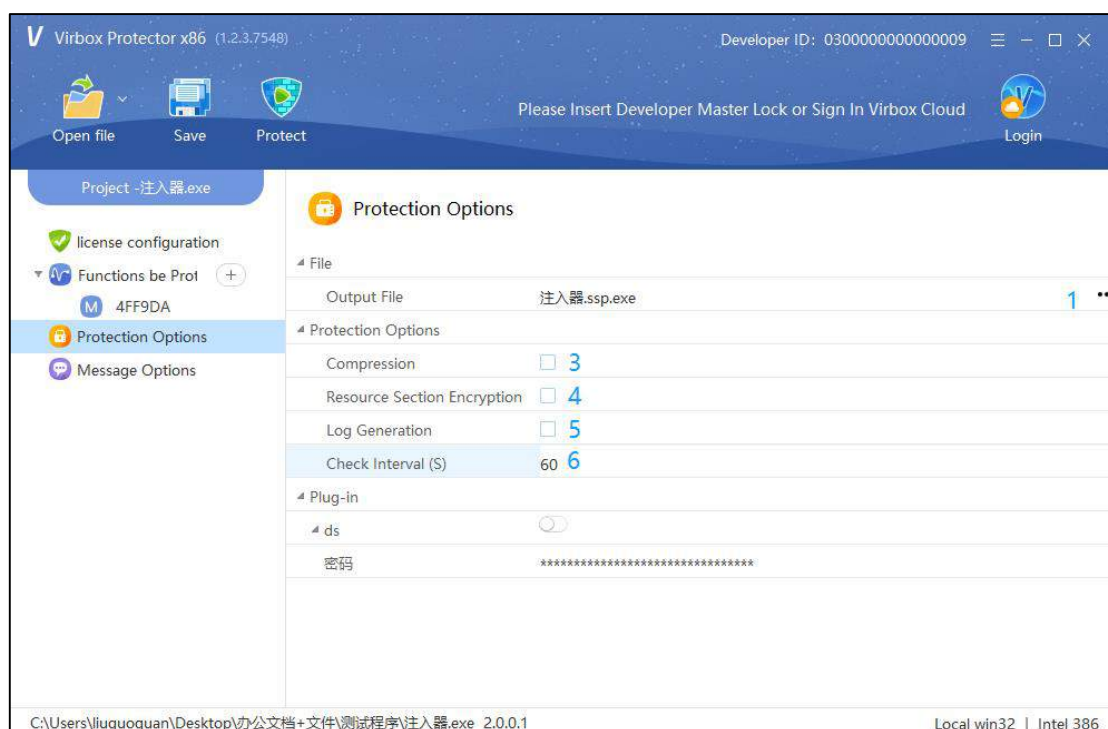 V Virbox Protector x86 (1.2.3.7548) Developer ID: 0300000000000009
Please Insert Developer Master Lock or Sign In Virbox Cloud
Open file Save Protect Login
Project -注入器.exe
Protection Options
license configuration
File
Functions be Prot
Output File 注入器.ssp.exe 1
M 4FF9DA
Protection Options
Protection Options
Compression 3
Message Options
Resource Section Encryption 4
Log Generation 5
Check Interval (S) 60 6
Plug-in
ds
密码 ********************************
C:\Users\liuguoquan\Desktop\办公文档+文件\测试程序\注入器.exe 2.0.0.1 Local win32 | Intel 386